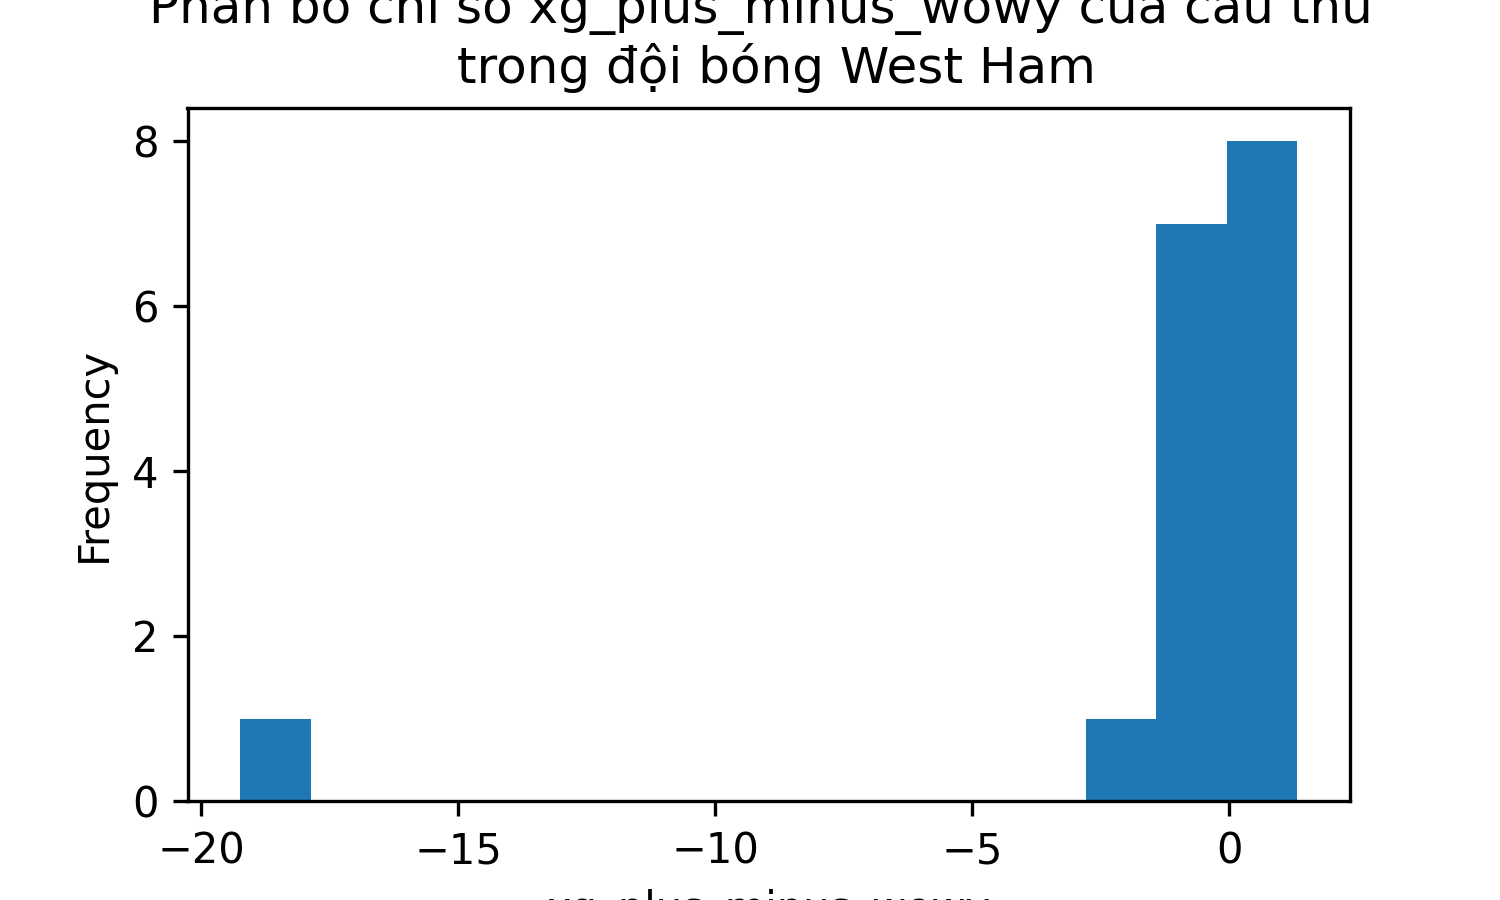 Phân bố chỉ số xg_plus_minus_wowy của cầu thủ
trong đội bóng West Ham
8
6
4
2
0
Frequency
−20 −15 −10 −5 0
xg_plus_minus_wowy